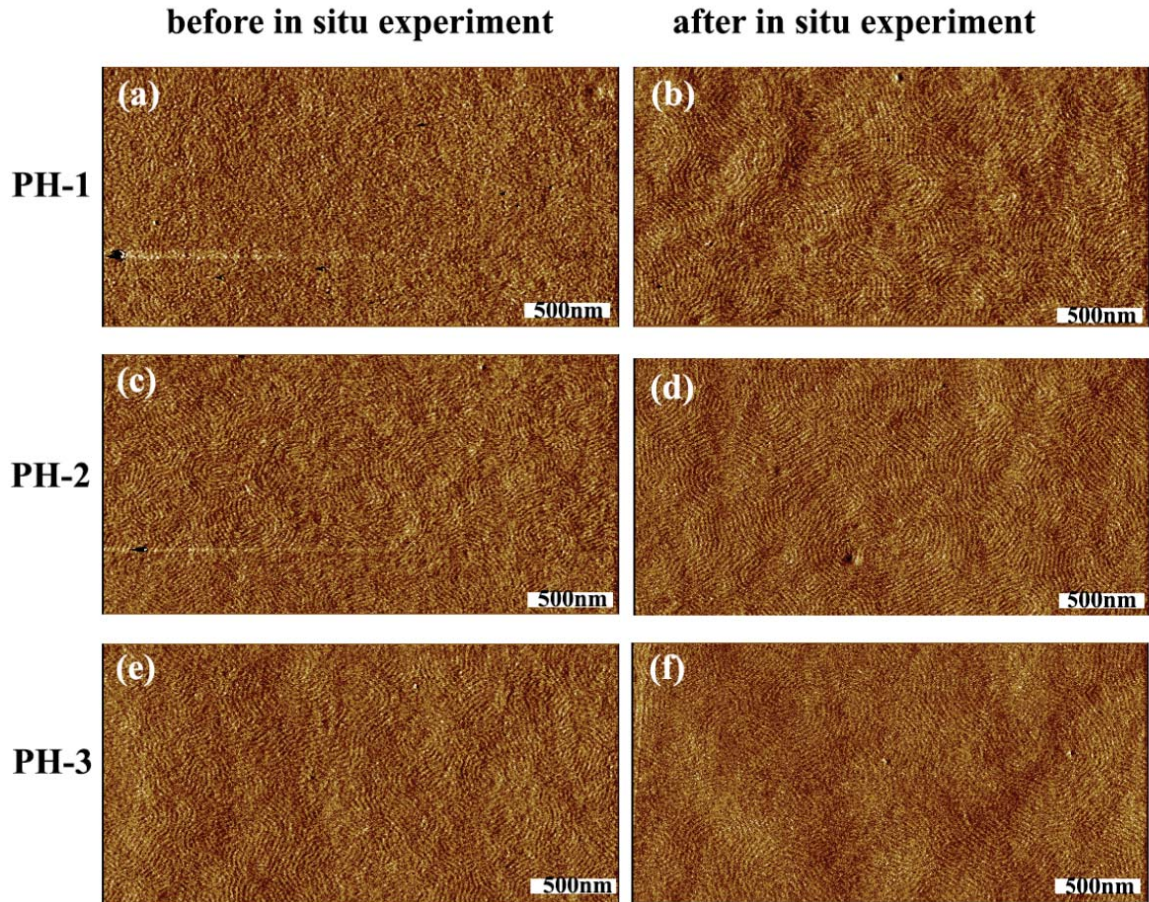 before in situ experiment
after in situ experiment
PH-1
(a)
500nm
(b)
500nm
PH-2
(c)
500nm
(d)
500nm
PH-3
(e)
500nm
(f)
500nm